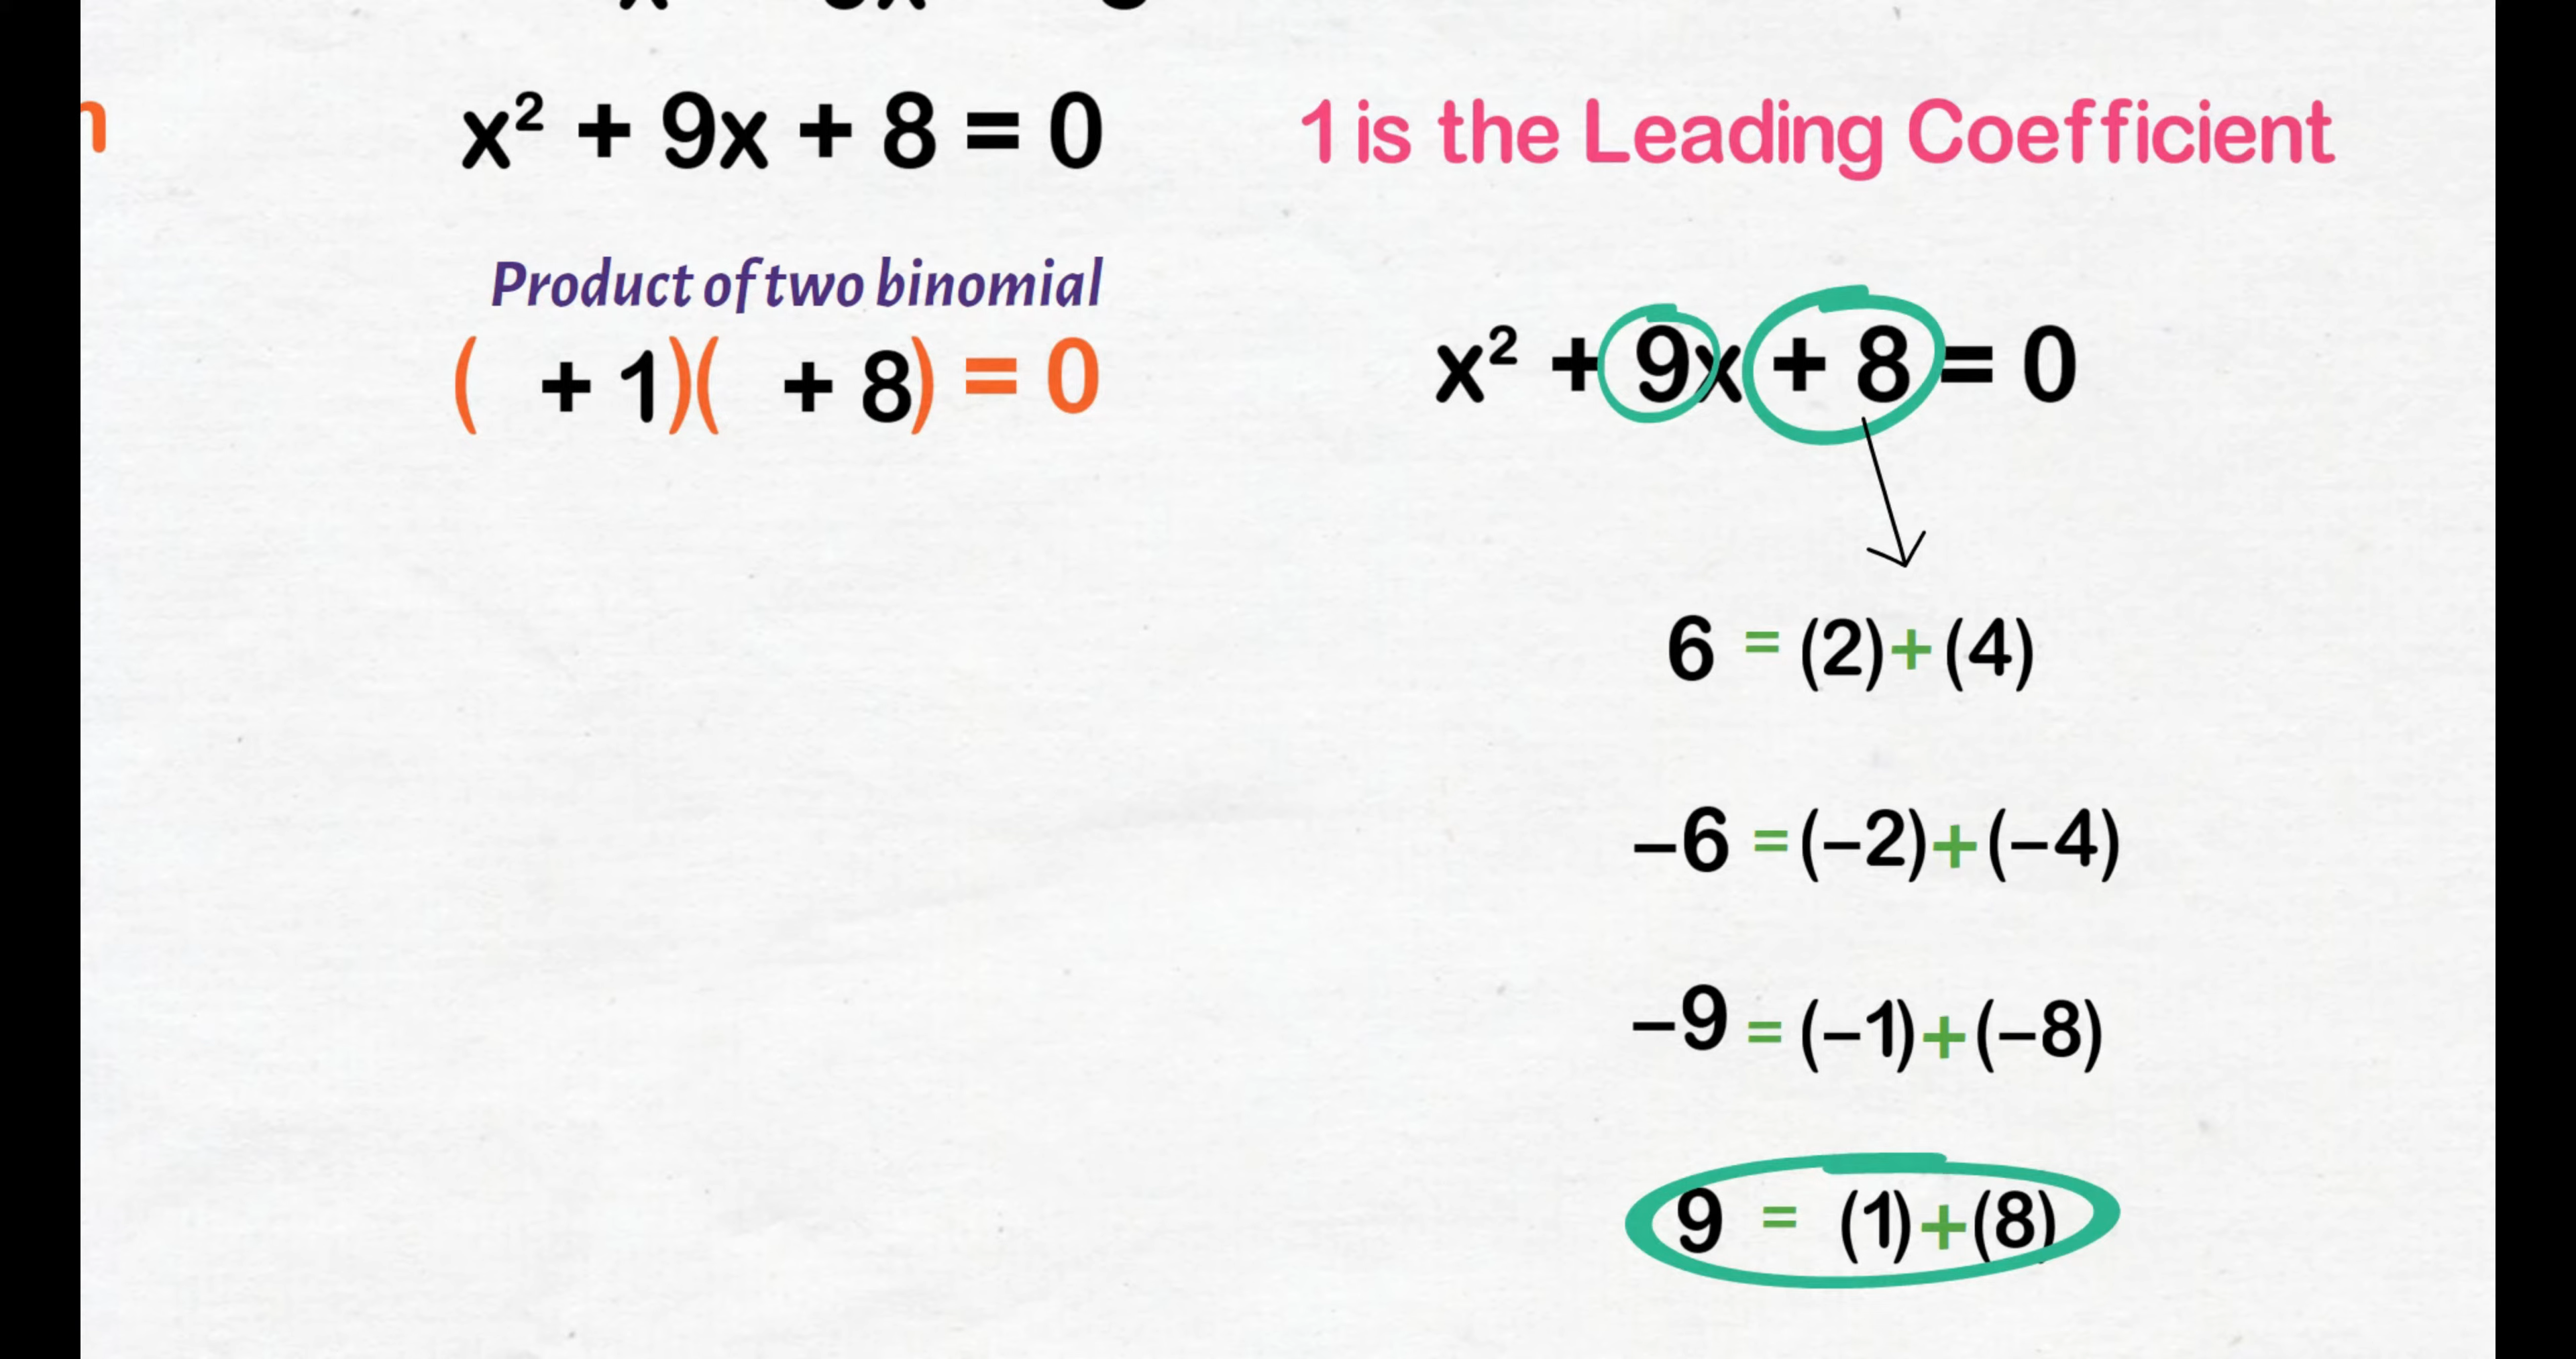 x² + 9x + 8 = 0
1 is the Leading Coefficient
Product of two binomial
( + 1)( + 8) = 0
x² + 9x + 8 = 0
6 = (2)+(4)
–6 =(–2)+(–4)
–9 =(–1)+(–8)
9 = (1)+(8)